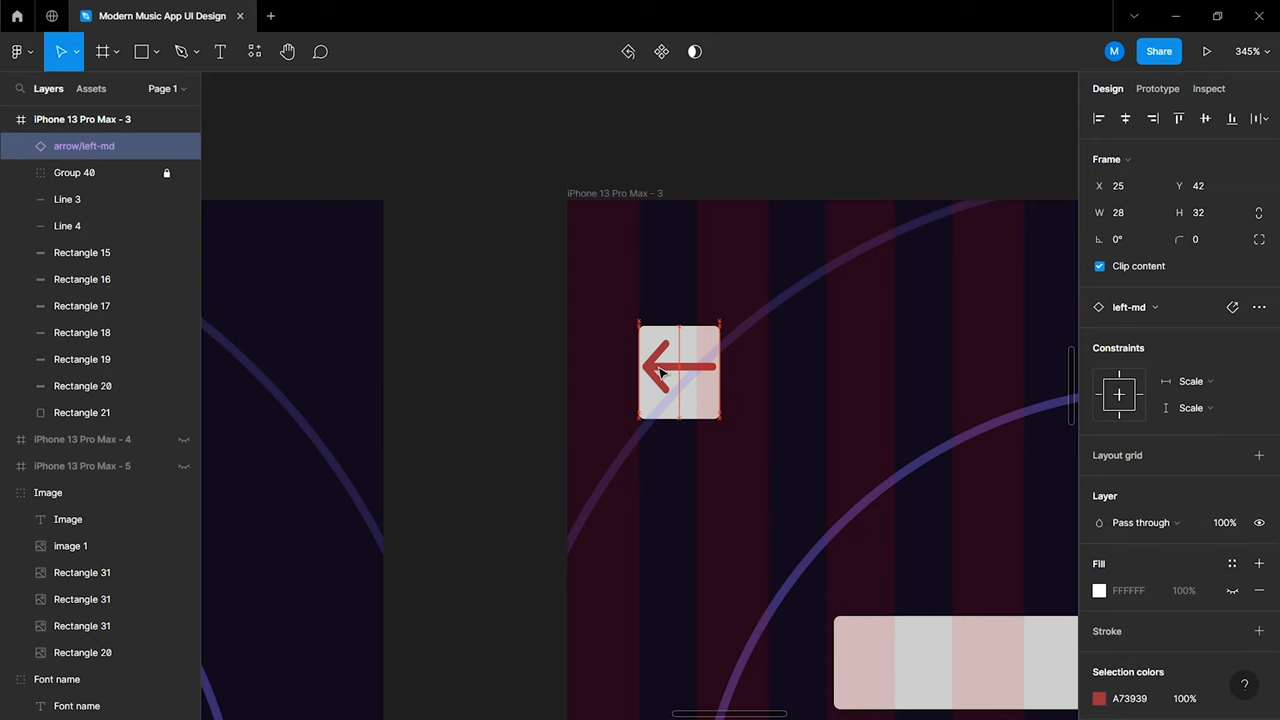 Modern Music App UI Design
M
Share
345%
Layers
Assets
Page 1
Design
Prototype
Inspect
iPhone 13 Pro Max - 3
arrow/left-md
Group 40
Line 3
Line 4
Rectangle 15
Rectangle 16
Rectangle 17
Rectangle 18
Rectangle 19
Rectangle 20
Rectangle 21
iPhone 13 Pro Max - 4
iPhone 13 Pro Max - 5
Image
Image
image 1
Rectangle 31
Rectangle 31
Rectangle 31
Rectangle 20
Font name
Font name
iPhone 13 Pro Max - 3
Frame
X 25 Y 42
W 28 H 32
0° 0
Clip content
left-md
Constraints
Scale
Scale
Layout grid
Layer
Pass through 100%
Fill
FFFFFF 100%
Stroke
Selection colors
A73939 100%
?